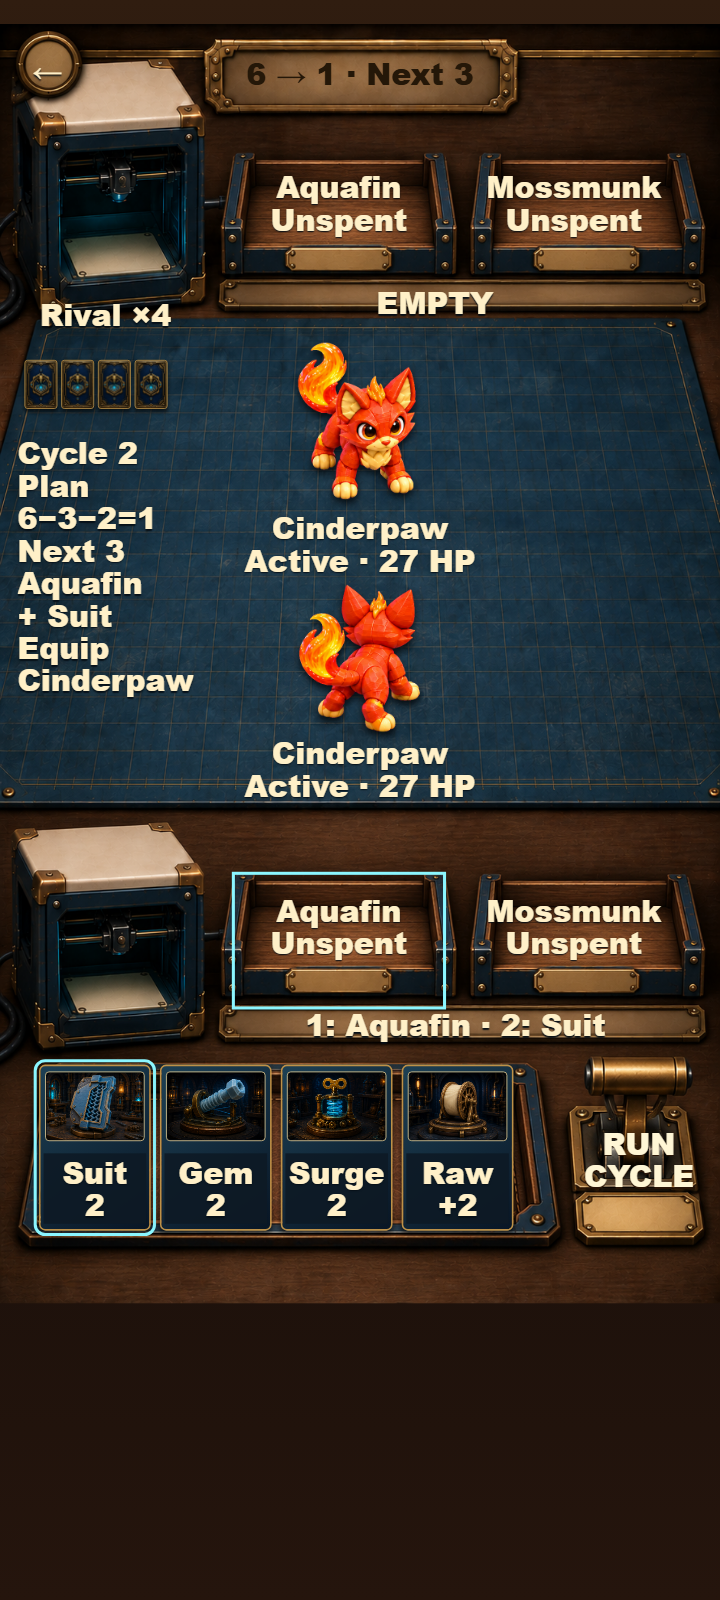 ←
6 → 1 · Next 3
Aquafin
Unspent
Mossmunk
Unspent
EMPTY
Rival ×4
Cycle 2
Plan
6−3−2=1
Next 3
Aquafin
+ Suit
Equip
Cinderpaw
Cinderpaw
Active · 27 HP
Cinderpaw
Active · 27 HP
Aquafin
Unspent
Mossmunk
Unspent
1: Aquafin · 2: Suit
Suit
2
Gem
2
Surge
2
Raw
+2
RUN
CYCLE